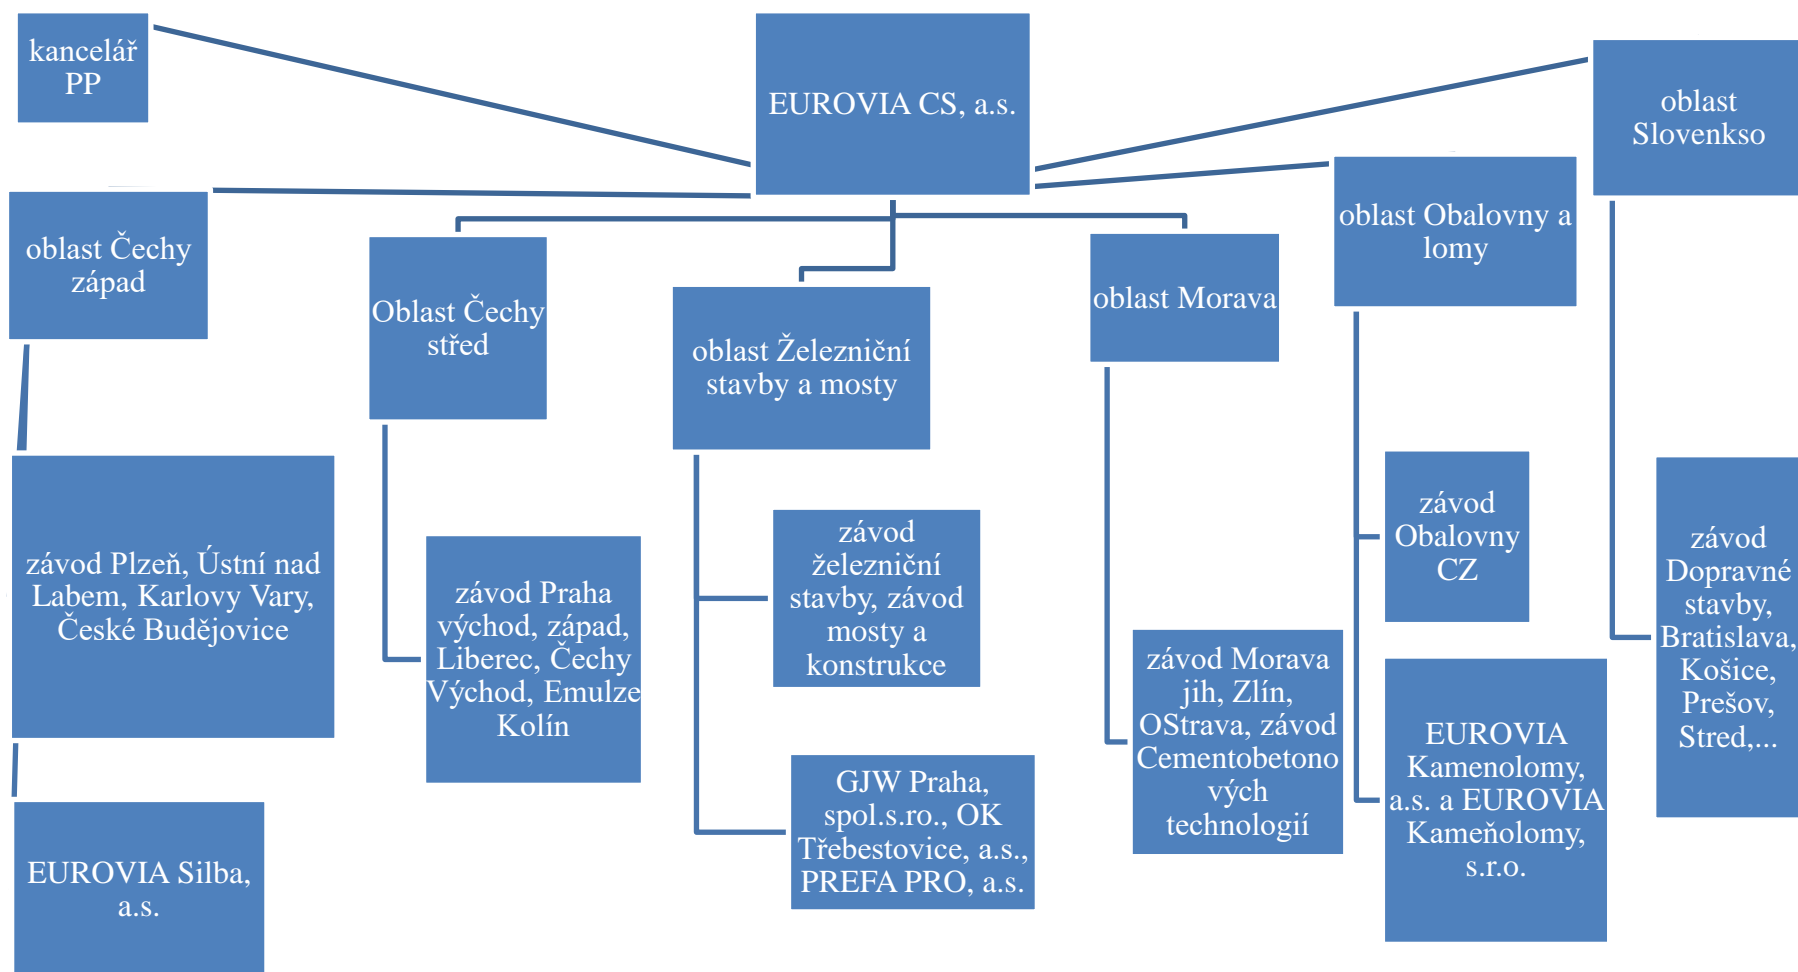 kancelář
PP
EUROVIA CS, a.s.
oblast
Slovenkso
oblast Čechy
západ
Oblast Čechy
střed
oblast Železniční
stavby a mosty
oblast Morava
oblast Obalovny a
lomy
závod Plzeň, Ústní nad
Labem, Karlovy Vary,
České Budějovice
EUROVIA Silba,
a.s.
závod Praha
východ, západ,
Liberec, Čechy
Východ, Emulze
Kolín
závod
železniční
stavby, závod
mosty a
konstrukce
GJW Praha,
spol.s.ro., OK
Třebestovice, a.s.,
PREFA PRO, a.s.
závod Morava
jih, Zlín,
OStrava, závod
Cementobetono
vých
technologií
závod
Obalovny
CZ
EUROVIA
Kamenolomy,
a.s. a EUROVIA
Kameňolomy,
s.r.o.
závod
Dopravné
stavby,
Bratislava,
Košice,
Prešov,
Stred,...